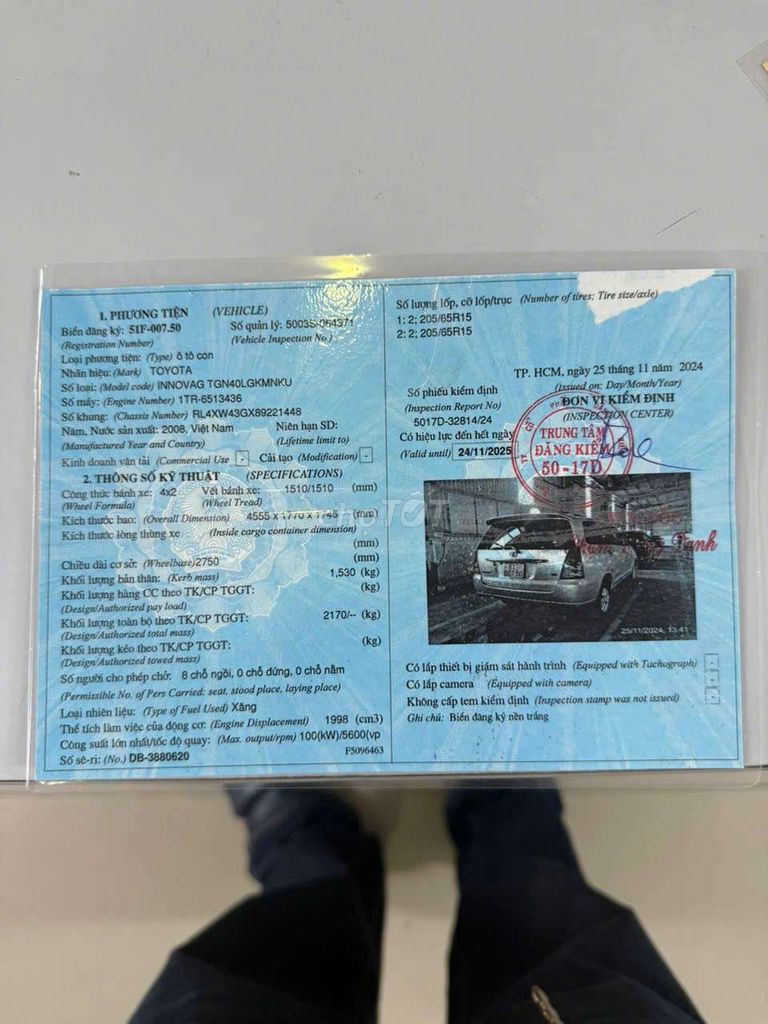 1. PHƯƠNG TIỆN (VEHICLE)
Biển đăng ký: 51F-007.50 Số quản lý: 5003S-064371
(Registration Number) (Vehicle Inspection No)
Loại phương tiện: (Type) ô tô con
Nhãn hiệu: (Mark) TOYOTA
Số loại: (Model code) INNOVAG TGN40LGKMNKU
Số máy: (Engine Number) 1TR-6513436
Số khung: (Chassis Number) RL4XW43GX89221448
Năm, Nước sản xuất: 2008, Việt Nam Niên hạn SD:
(Manufactured Year and Country) (Lifetime limit to)
Kinh doanh vận tải (Commercial Use - Cải tạo (Modification) -
2. THÔNG SỐ KỸ THUẬT (SPECIFICATIONS)
Công thức bánh xe: 4x2 Vết bánh xe: 1510/1510 (mm)
(Wheel Formula) (Wheel Tread)
Kích thước bao: (Overall Dimension) 4555 x 1770 x 1745 (mm)
Kích thước lòng thùng xe (Inside cargo container dimension)
(mm)
Chiều dài cơ sở: (Wheelbase) 2750 (mm)
Khối lượng bản thân: (Kerb mass) 1,530 (kg)
Khối lượng hàng CC theo TK/CP TGGT: (kg)
(Design/Authorized pay load)
Khối lượng toàn bộ theo TK/CP TGGT: 2170/-- (kg)
(Design/Authorized total mass)
Khối lượng kéo theo TK/CP TGGT: (kg)
(Design/Authorized towed mass)
Số người cho phép chở: 8 chỗ ngồi, 0 chỗ đứng, 0 chỗ nằm
(Permissible No. of Pers Carried: seat, stood place, laying place)
Loại nhiên liệu: (Type of Fuel Used) Xăng
Thể tích làm việc của động cơ: (Engine Displacement) 1998 (cm3)
Công suất lớn nhất/tốc độ quay: (Max. output/rpm) 100(kW)/5600(vp
Số sê-ri: (No.) DB-3880620 F5096463
Số lượng lốp, cỡ lốp/trục (Number of tires; Tire size/axle)
1: 2; 205/65R15
2: 2; 205/65R15
TP. HCM, ngày 25 tháng 11 năm 2024
(Issued on: Day/Month/Year)
Số phiếu kiểm định ĐƠN VỊ KIỂM ĐỊNH
(Inspection Report No) (INSPECTION CENTER)
5017D-32814/24
Có hiệu lực đến hết ngày
(Valid until) 24/11/2025
TRUNG TÂM
ĐĂNG KIỂM
50-17D
25/11/2024, 13:41
Có lắp thiết bị giám sát hành trình (Equipped with Tachograph) -
Có lắp camera (Equipped with camera) -
Không cấp tem kiểm định (Inspection stamp was not issued) -
Ghi chú: Biển đăng ký nền trắng